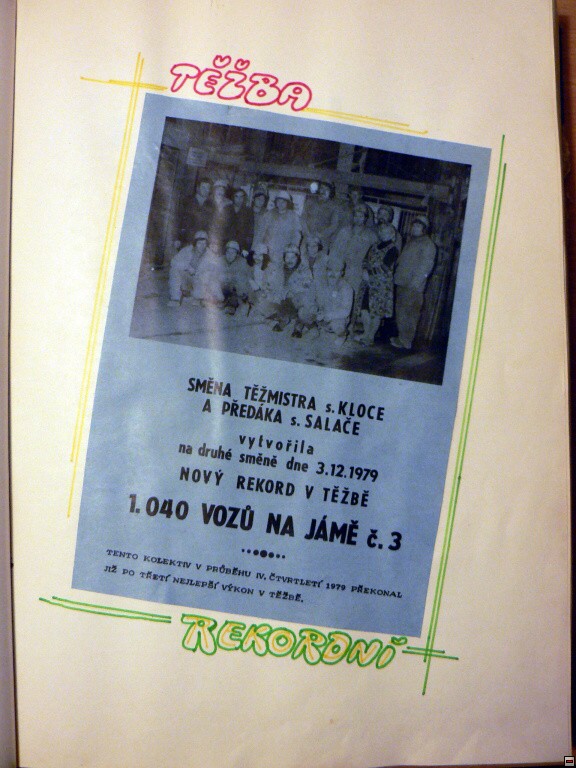 TĚŽBA
SMĚNA TĚŽMISTRA s. KLOCE
A PŘEDÁKA s. SALAČE
vytvořila
na druhé směně dne 3.12.1979
NOVÝ REKORD V TĚŽBĚ
1.040 VOZŮ NA JÁMĚ č. 3
TENTO KOLEKTIV V PRŮBĚHU IV. ČTVRTLETÍ 1979 PŘEKONAL
JIŽ PO TŘETÍ NEJLEPŠÍ VÝKON V TĚŽBĚ.
REKORDNÍ